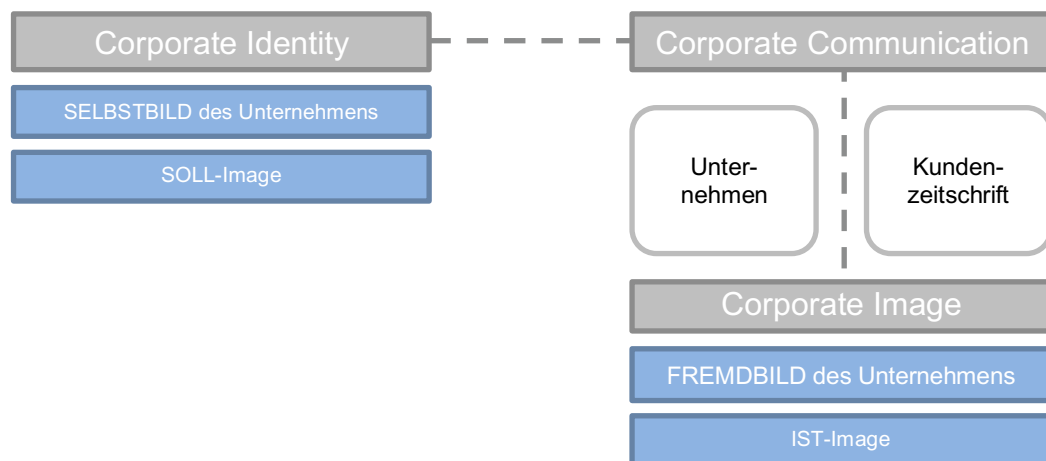 Corporate Identity
SELBSTBILD des Unternehmens
SOLL-Image
Corporate Communication
Unter-
nehmen
Kunden-
zeitschrift
Corporate Image
FREMDBILD des Unternehmens
IST-Image